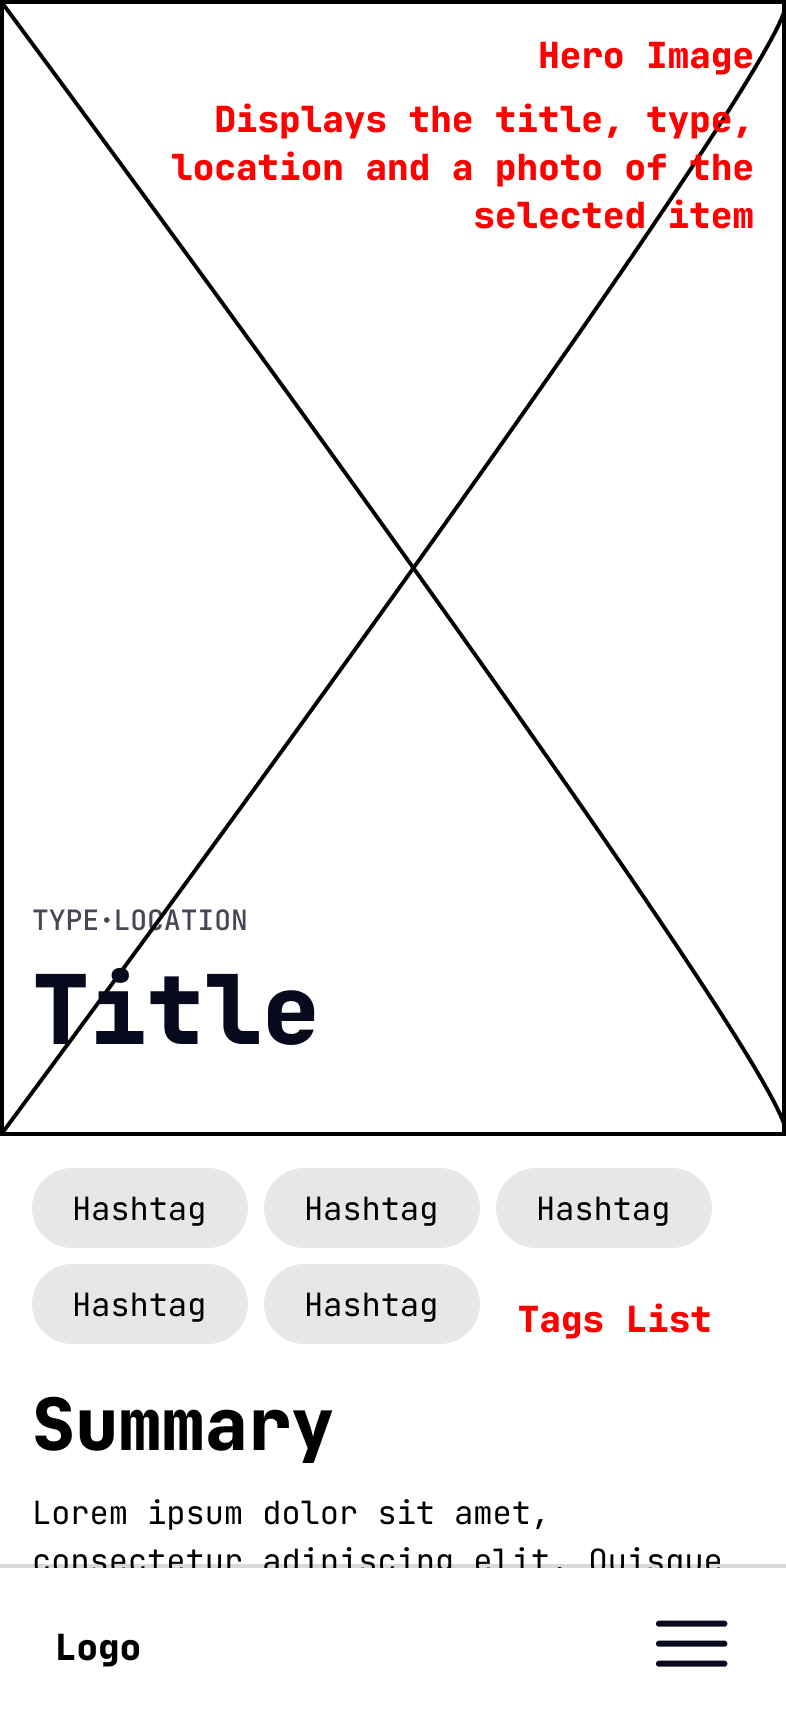 Hero Image
Displays the title, type,
location and a photo of the
selected item
TYPE·LOCATION
Title
Hashtag Hashtag Hashtag
Hashtag Hashtag
Tags List
Summary
Lorem ipsum dolor sit amet,
consectetur adipiscing elit. Quisque
Logo